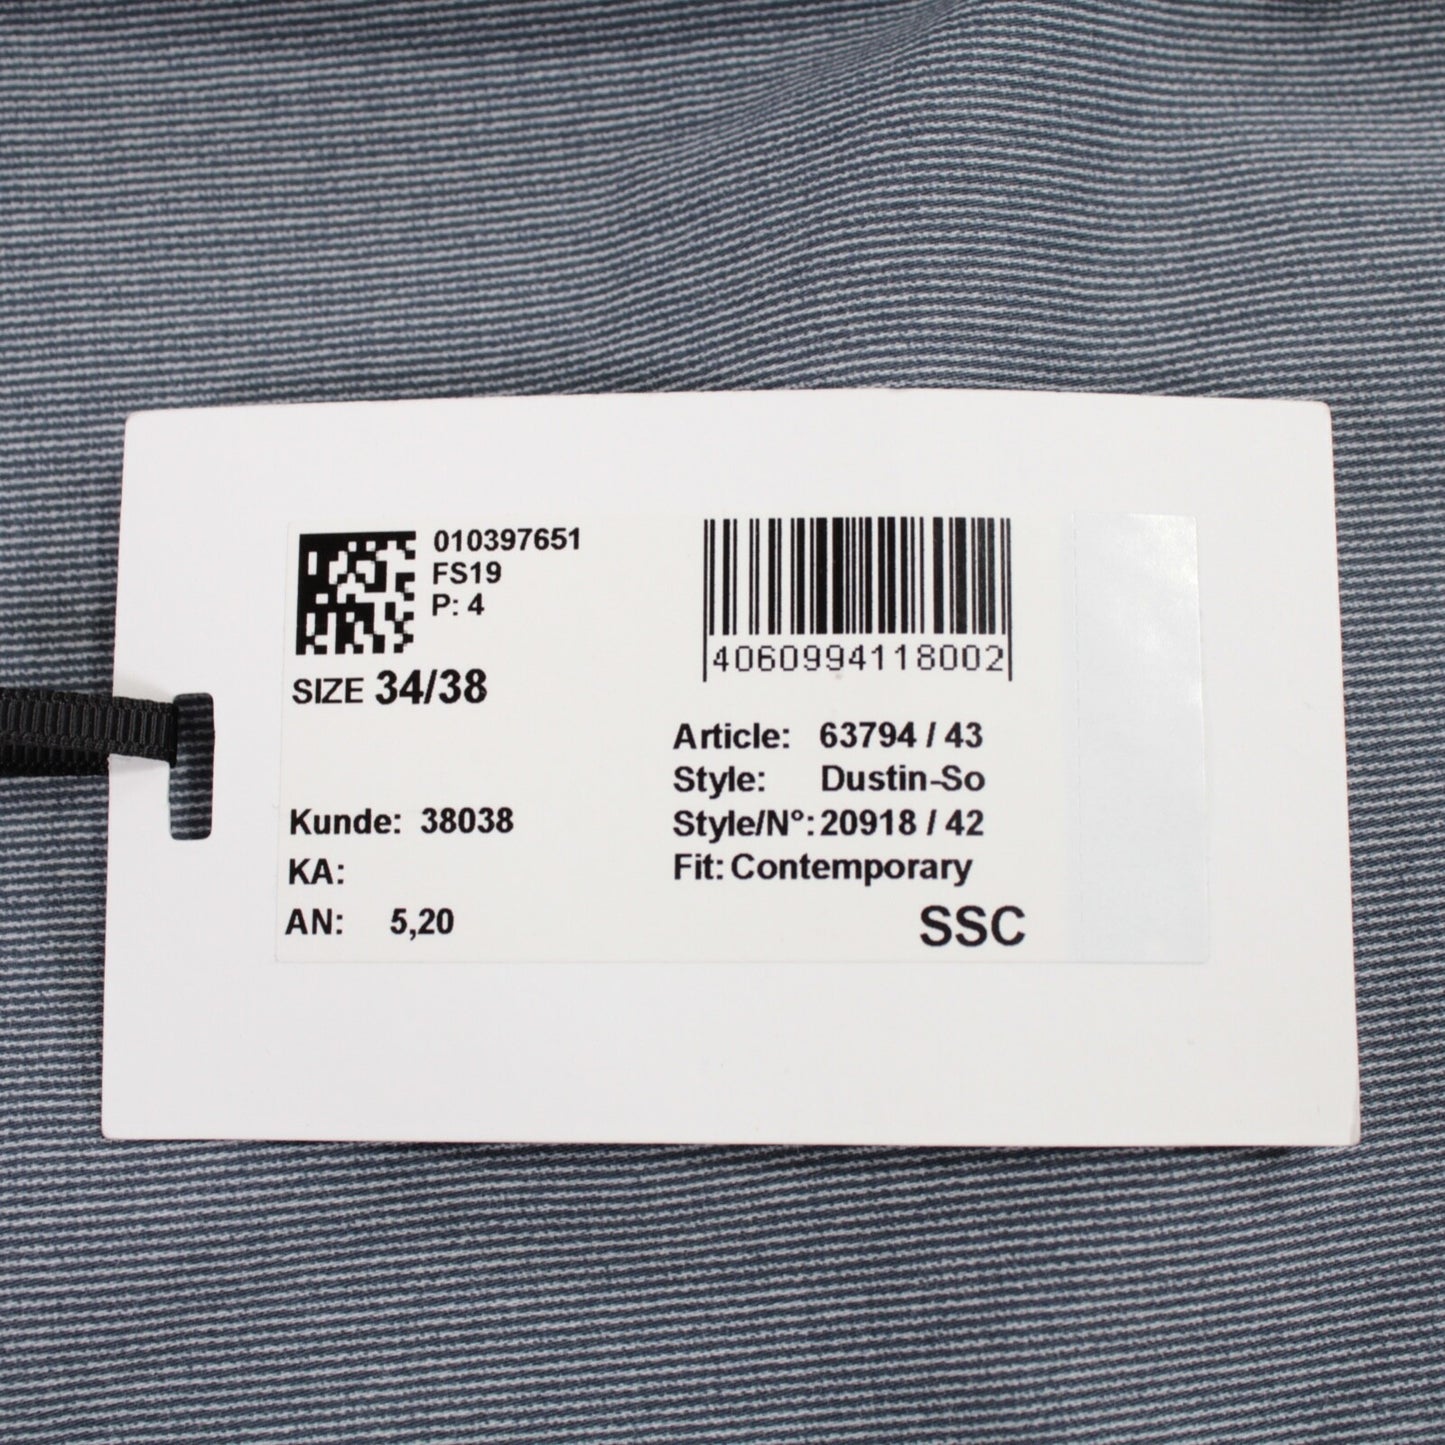 010397651
FS19
P: 4
SIZE 34/38
Kunde: 38038
KA:
AN: 5,20
4060994118002
Article: 63794 / 43
Style: Dustin-So
Style/N°: 20918 / 42
Fit: Contemporary
SSC